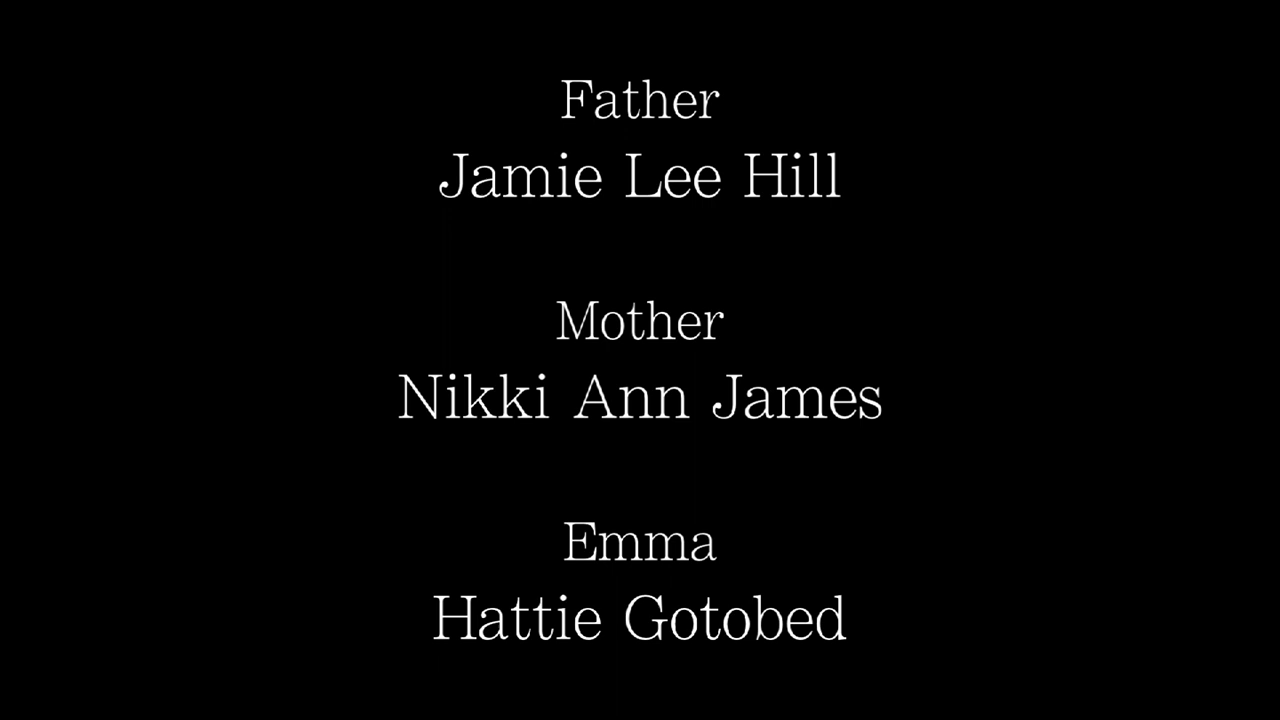 Father
Jamie Lee Hill
Mother
Nikki Ann James
Emma
Hattie Gotobed